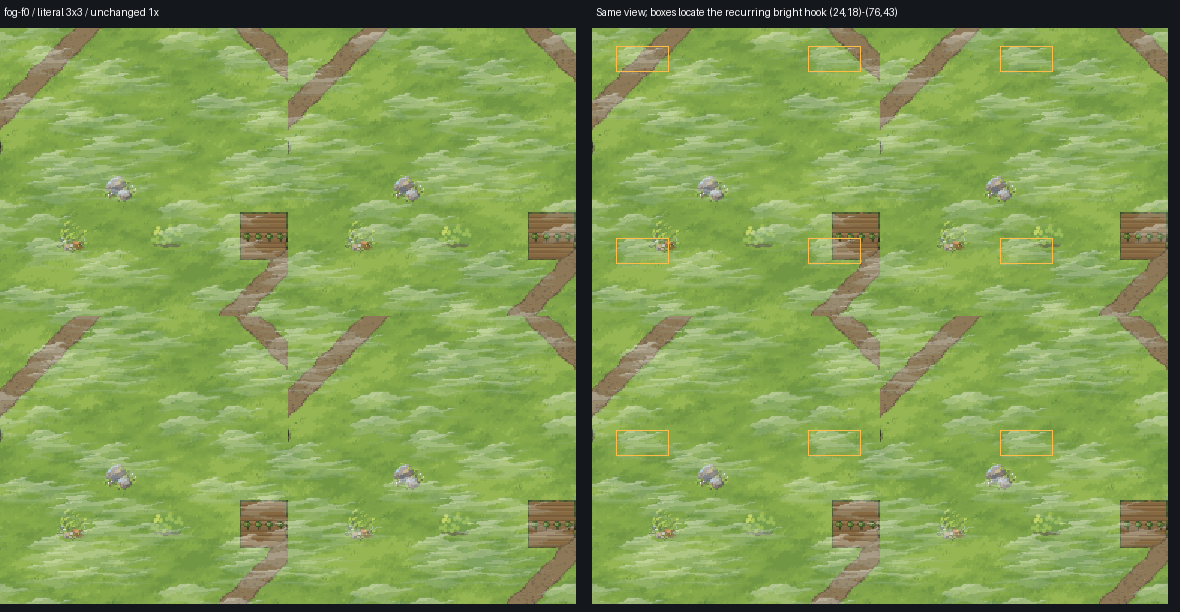 fog-f0 / literal 3x3 / unchanged 1x
Same view; boxes locate the recurring bright hook (24,18)-(76,43)